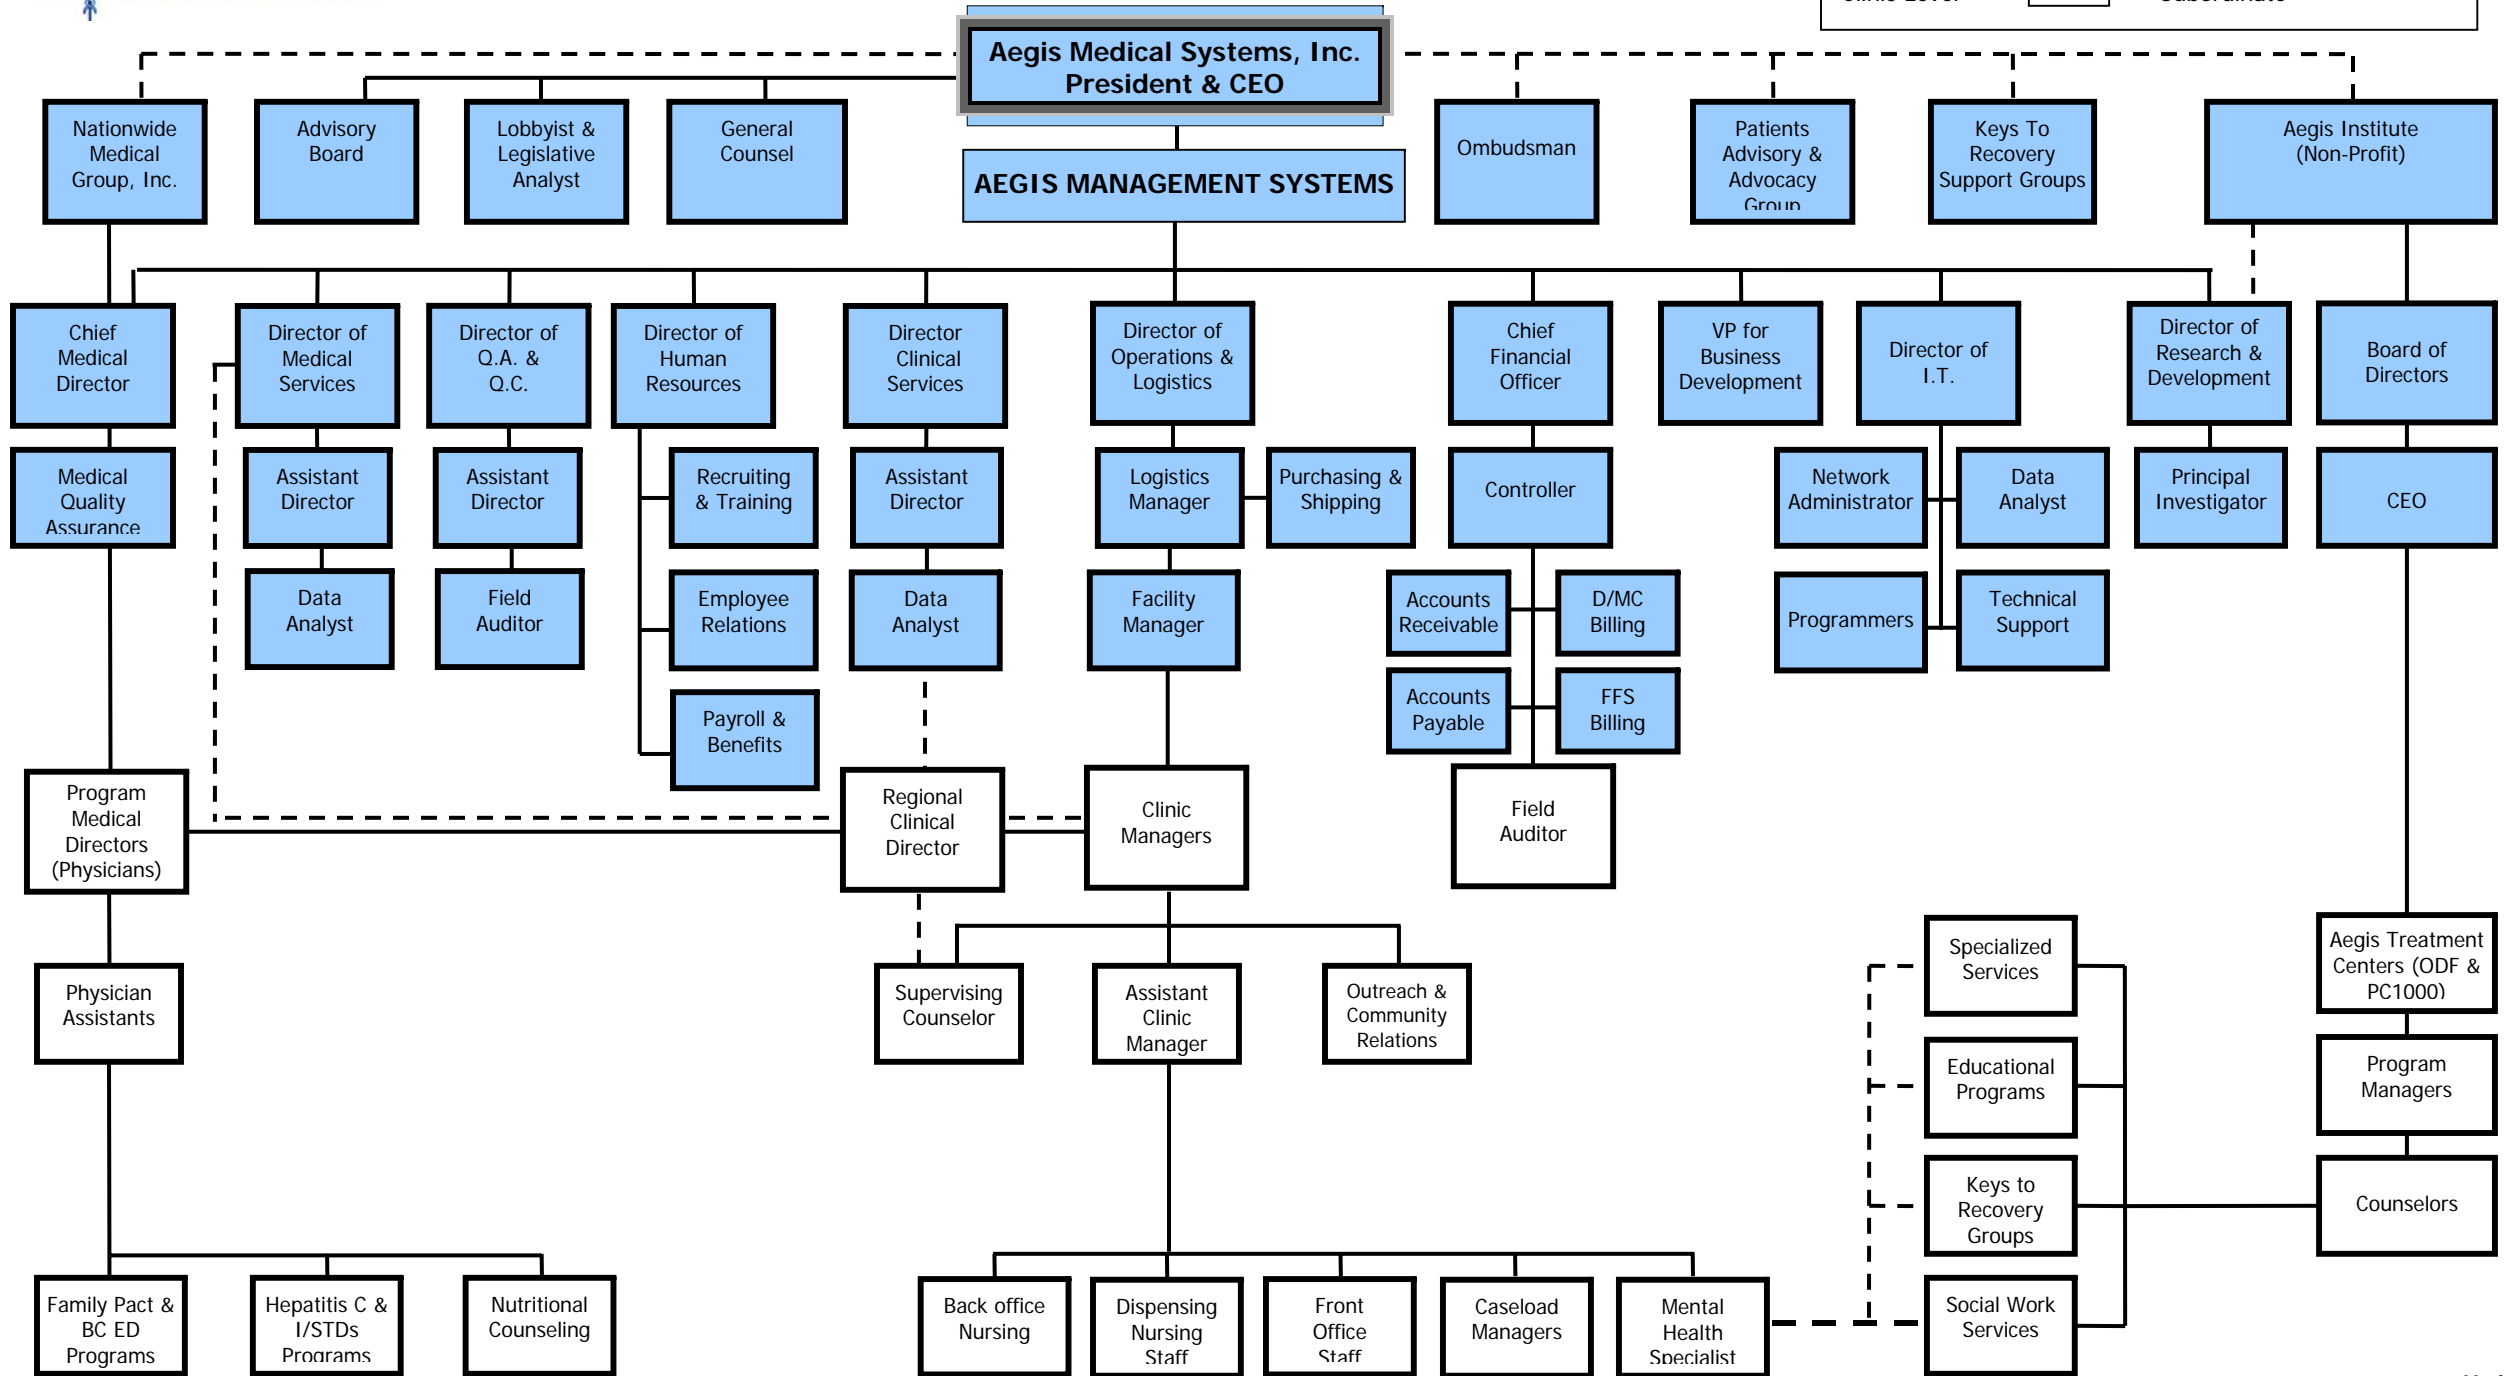 Clinic Level
Subordinate
Aegis Medical Systems, Inc.
President & CEO
Nationwide
Medical
Group, Inc.
Advisory
Board
Lobbyist &
Legislative
Analyst
General
Counsel
AEGIS MANAGEMENT SYSTEMS
Ombudsman
Patients
Advisory &
Advocacy
Group
Keys To
Recovery
Support Groups
Aegis Institute
(Non-Profit)
Chief
Medical
Director
Director of
Medical
Services
Director of
Q.A. &
Q.C.
Director of
Human
Resources
Director
Clinical
Services
Director of
Operations &
Logistics
Chief
Financial
Officer
VP for
Business
Development
Director of
I.T.
Director of
Research &
Development
Board of
Directors
Medical
Quality
Assurance
Assistant
Director
Assistant
Director
Recruiting
& Training
Assistant
Director
Logistics
Manager
Purchasing &
Shipping
Controller
Network
Administrator
Data
Analyst
Principal
Investigator
CEO
Data
Analyst
Field
Auditor
Employee
Relations
Data
Analyst
Facility
Manager
Accounts
Receivable
D/MC
Billing
Programmers
Technical
Support
Payroll &
Benefits
Accounts
Payable
FFS
Billing
Program
Medical
Directors
(Physicians)
Regional
Clinical
Director
Clinic
Managers
Field
Auditor
Specialized
Services
Aegis Treatment
Centers (ODF &
PC1000)
Physician
Assistants
Supervising
Counselor
Assistant
Clinic
Manager
Outreach &
Community
Relations
Educational
Programs
Program
Managers
Keys to
Recovery
Groups
Counselors
Family Pact &
BC ED
Programs
Hepatitis C &
I/STDs
Programs
Nutritional
Counseling
Back office
Nursing
Dispensing
Nursing
Staff
Front
Office
Staff
Caseload
Managers
Mental
Health
Specialist
Social Work
Services